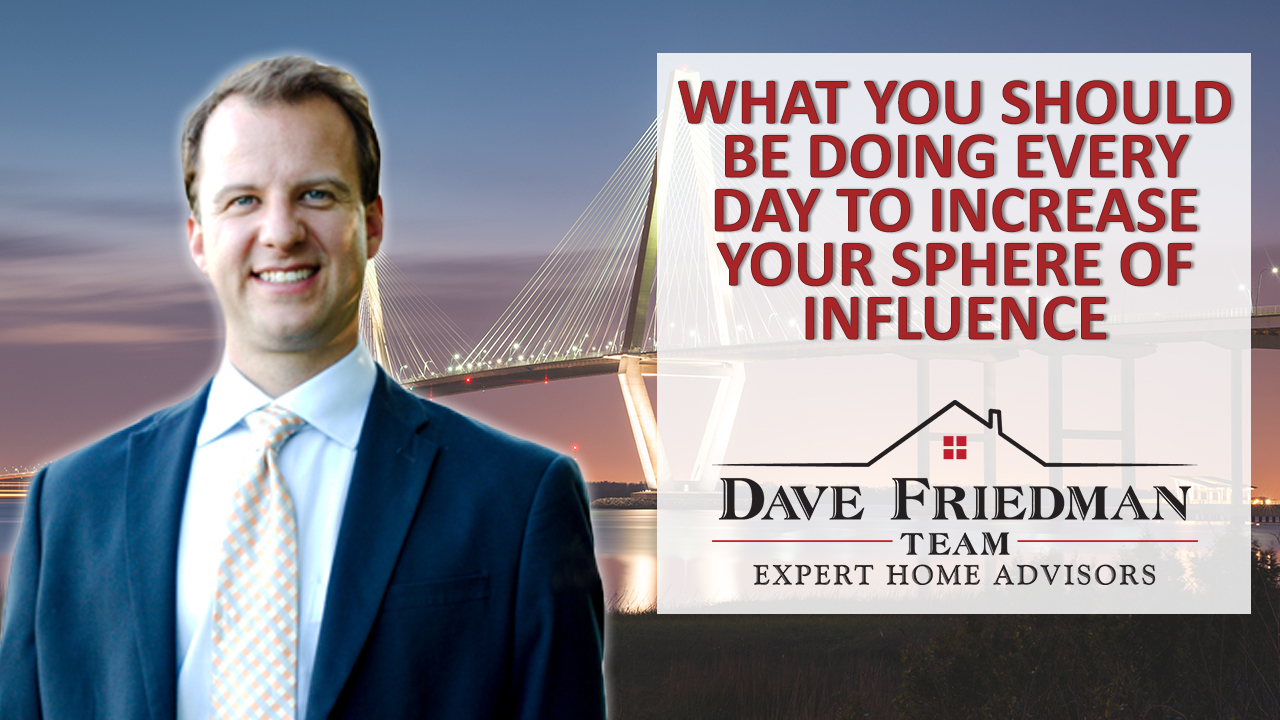 WHAT YOU SHOULD
BE DOING EVERY
DAY TO INCREASE
YOUR SPHERE OF
INFLUENCE
DAVE FRIEDMAN
TEAM
EXPERT HOME ADVISORS